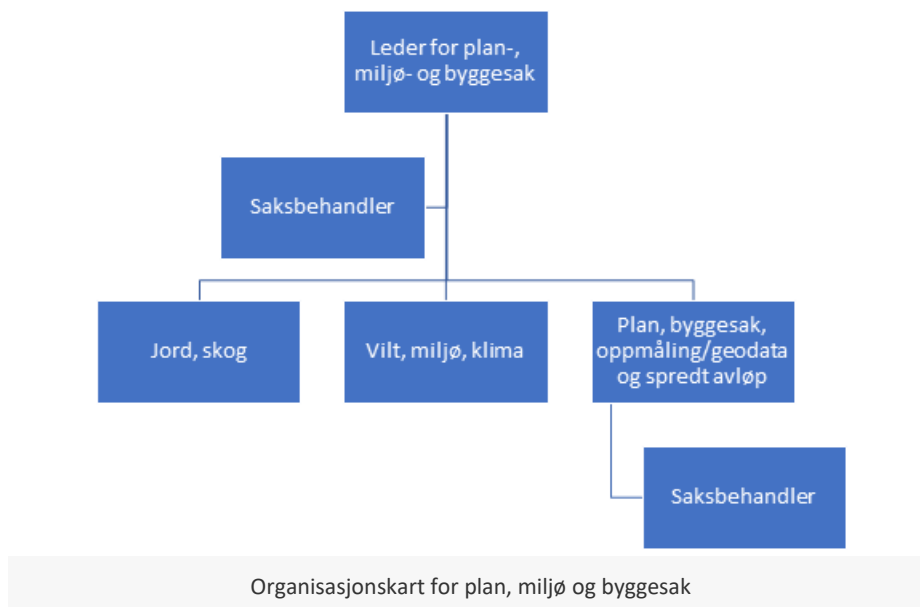 Leder for plan-,
miljø- og byggesak
Saksbehandler
Jord, skog
Vilt, miljø, klima
Plan, byggesak,
oppmåling/geodata
og spredt avløp
Saksbehandler
Organisasjonskart for plan, miljø og byggesak